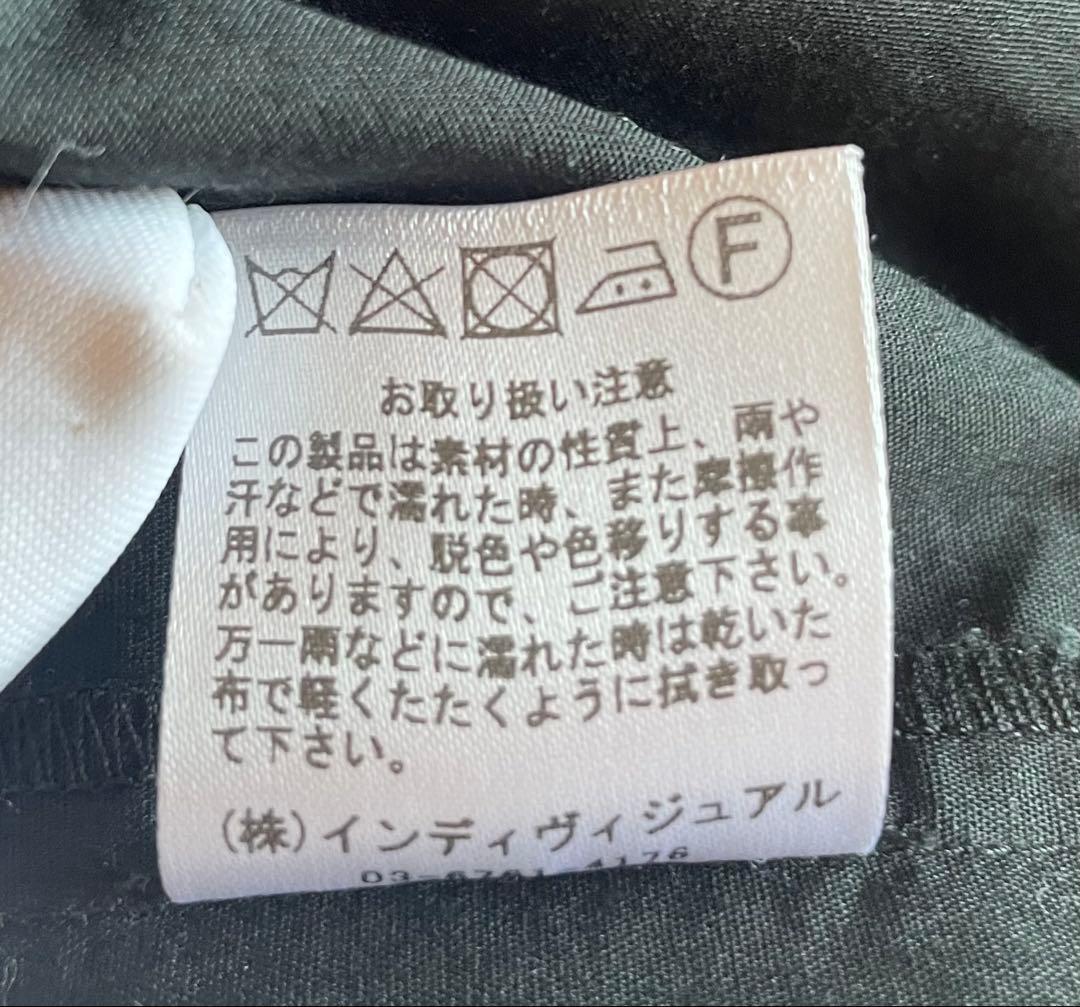 F
お取り扱い注意
この製品は素材の性質上、雨や
汗などで濡れた時、また摩擦作
用により、脱色や色移りする事
がありますので、ご注意下さい。
万一雨などに濡れた時は乾いた
布で軽くたたくように拭き取っ
て下さい。
(株)インディヴィジュアル